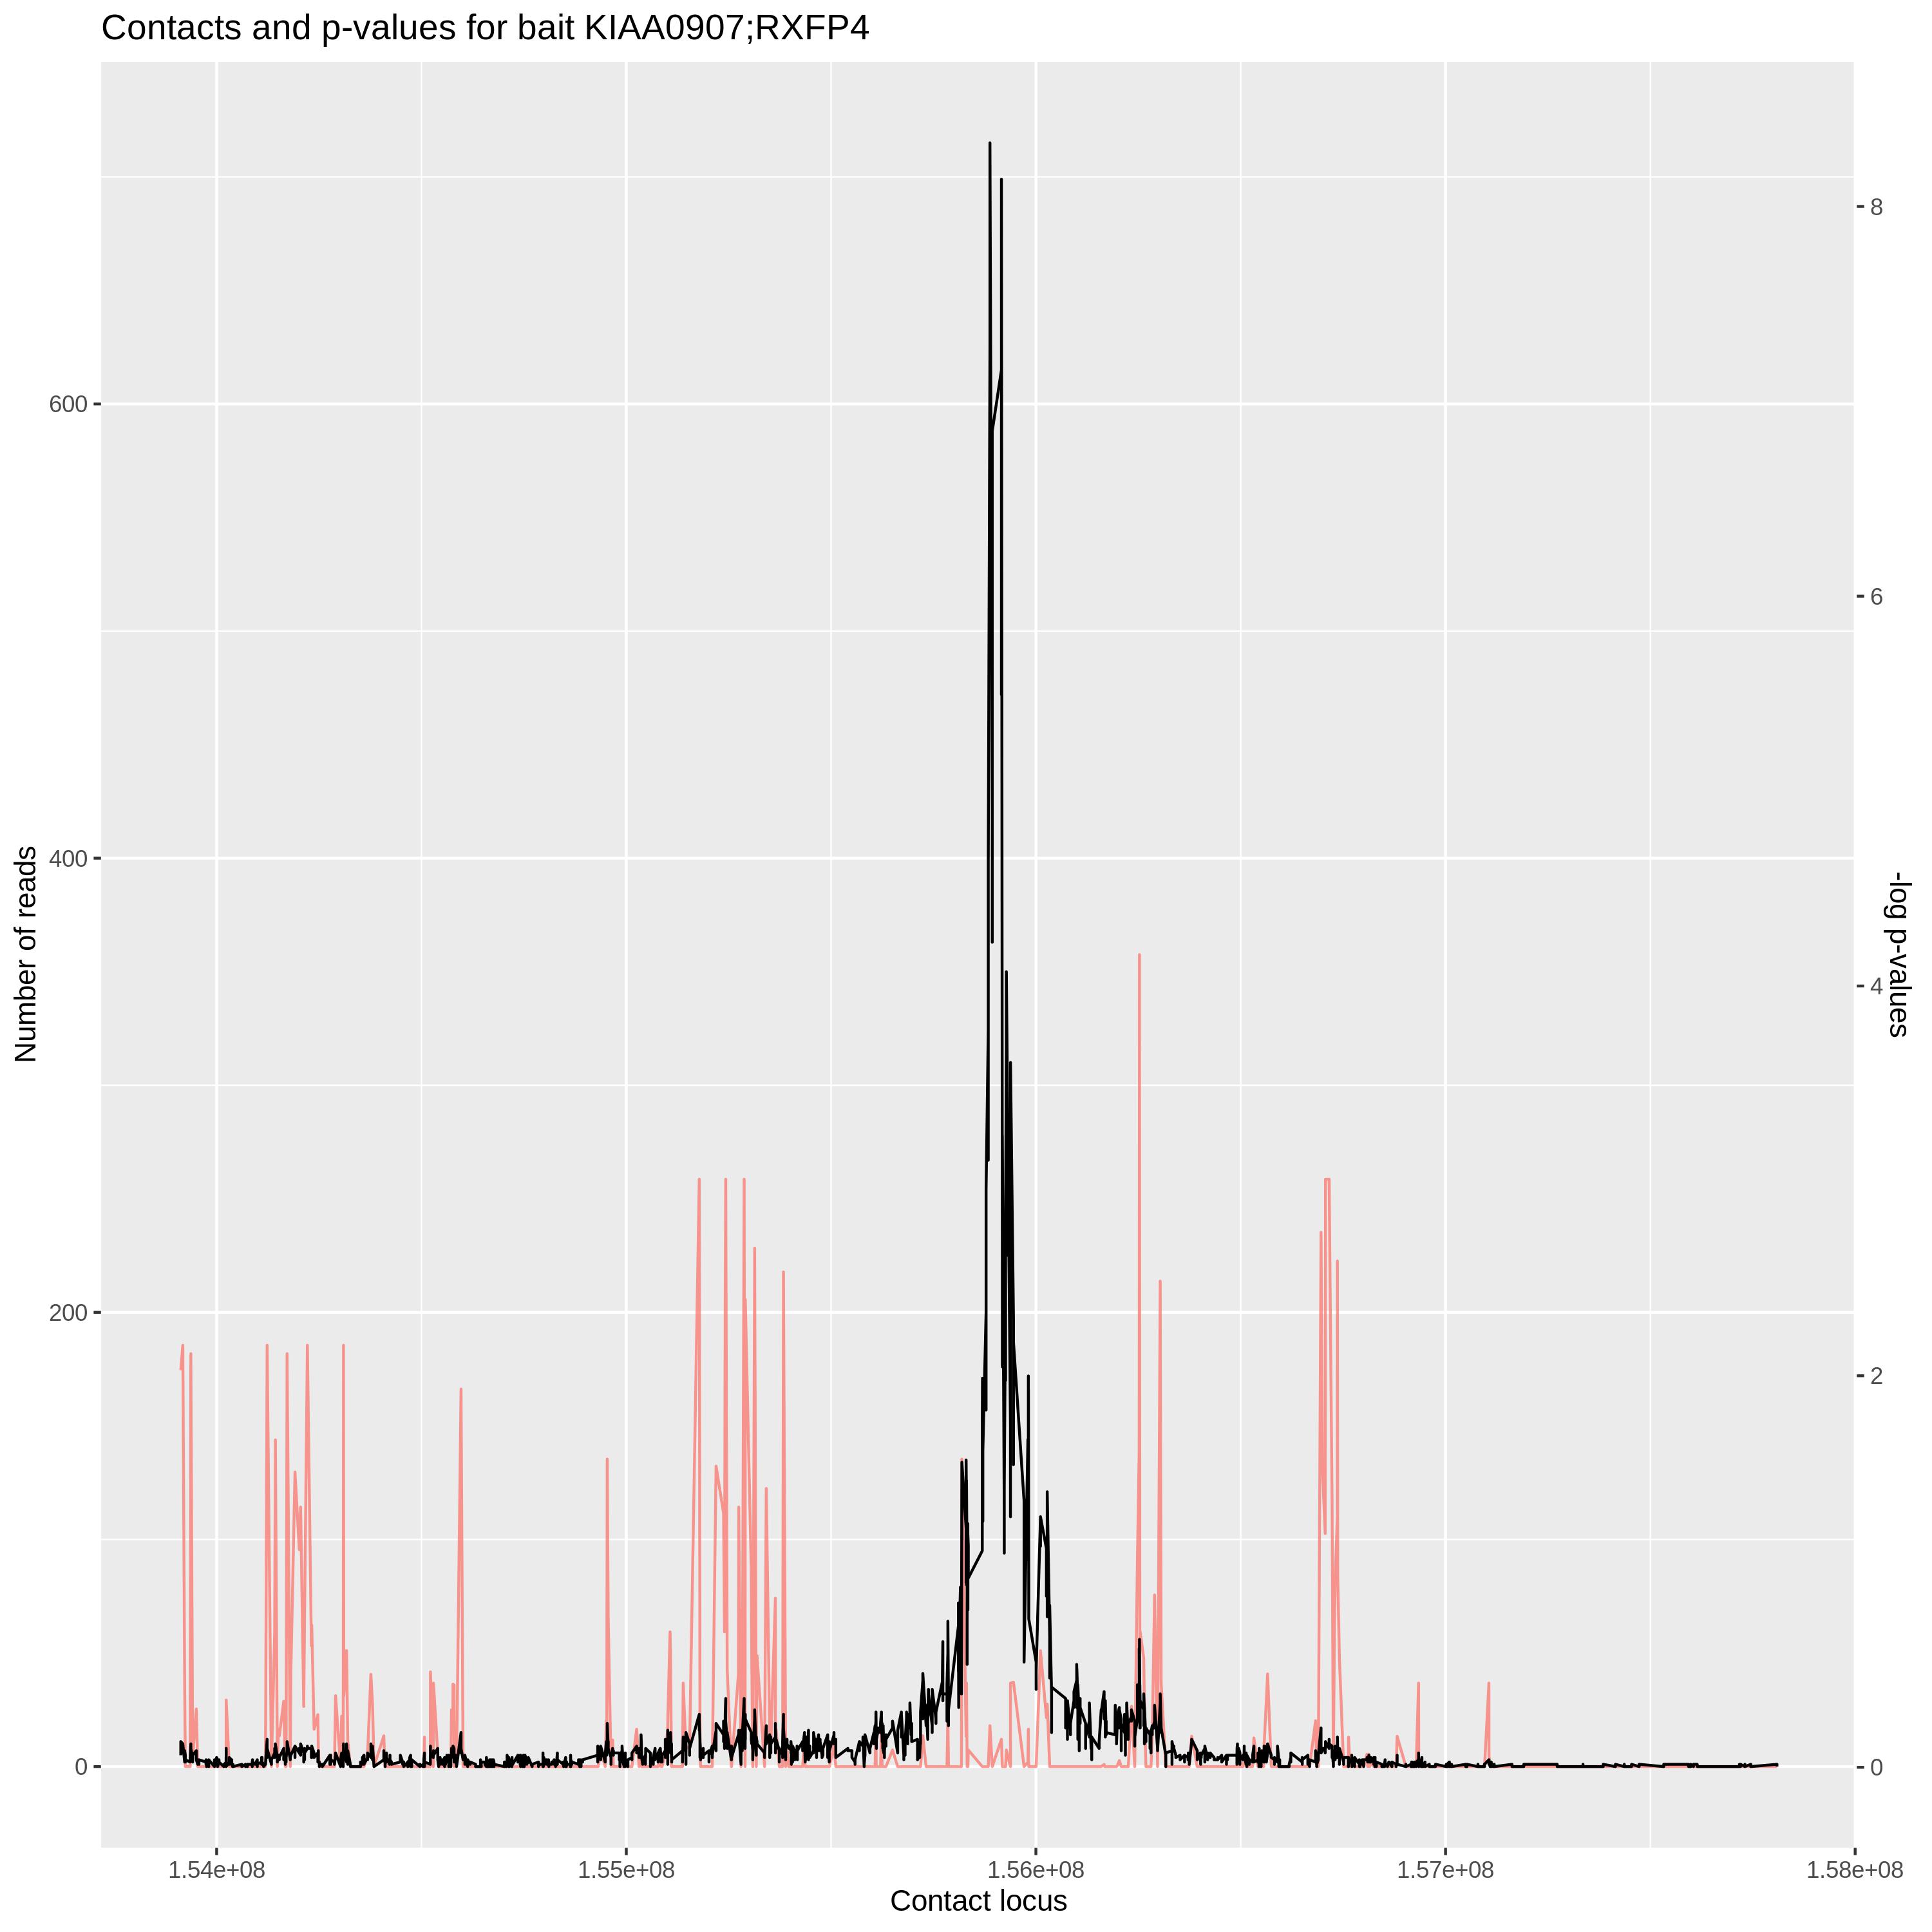 Contacts and p-values for bait KIAA0907;RXFP4
8
600
6
400
Number of reads
-log p-values
4
2
200
0
0
1.54e+08 1.55e+08 1.56e+08 1.57e+08 1.58e+08
Contact locus